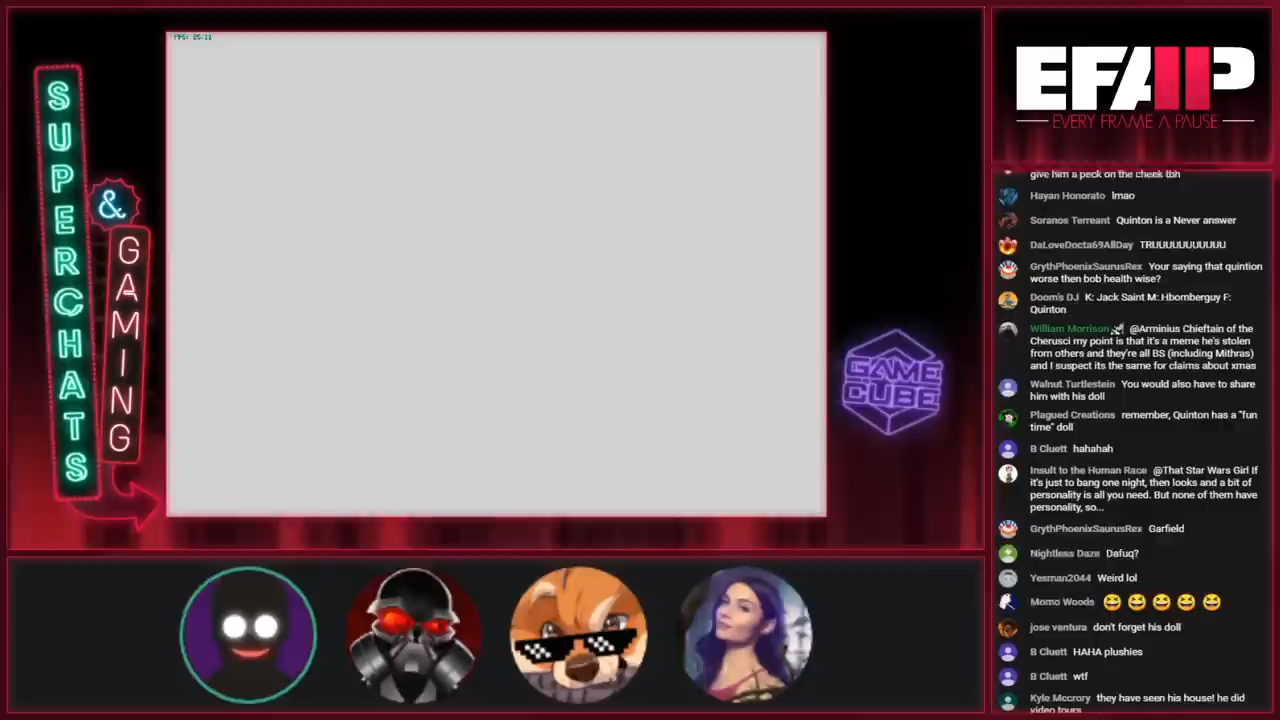 FPS: 25.11
SUPERCHATS
&
GAMING
GAME
CUBE
EFAP
EVERY FRAME A PAUSE
give him a peck on the cheek tbh
Hayan Honorato lmao
Soranos Terreant Quinton is a Never answer
DaLoveDocta69AllDay TRUUUUUUUUUU
GrythPhoenixSaurusRex Your saying that quintion
worse then bob health wise?
Doom's DJ K: Jack Saint M: Hbomberguy F:
Quinton
William Morrison @Arminius Chieftain of the
Cherusci my point is that it's a meme he's stolen
from others and they're all BS (including Mithras)
and I suspect its the same for claims about xmas
Walnut Turtlestein You would also have to share
him with his doll
Plagued Creations remember, Quinton has a "fun
time" doll
B Cluett hahahah
Insult to the Human Race @That Star Wars Girl If
it's just to bang one night, then looks and a bit of
personality is all you need. But none of them have
personality, so...
GrythPhoenixSaurusRex Garfield
Nightless Daze Dafuq?
Yesman2044 Weird lol
Momo Woods 😆 😆 😆 😆 😆
jose ventura don't forget his doll
B Cluett HAHA plushies
B Cluett wtf
Kyle Mccrory they have seen his house! he did
video tours